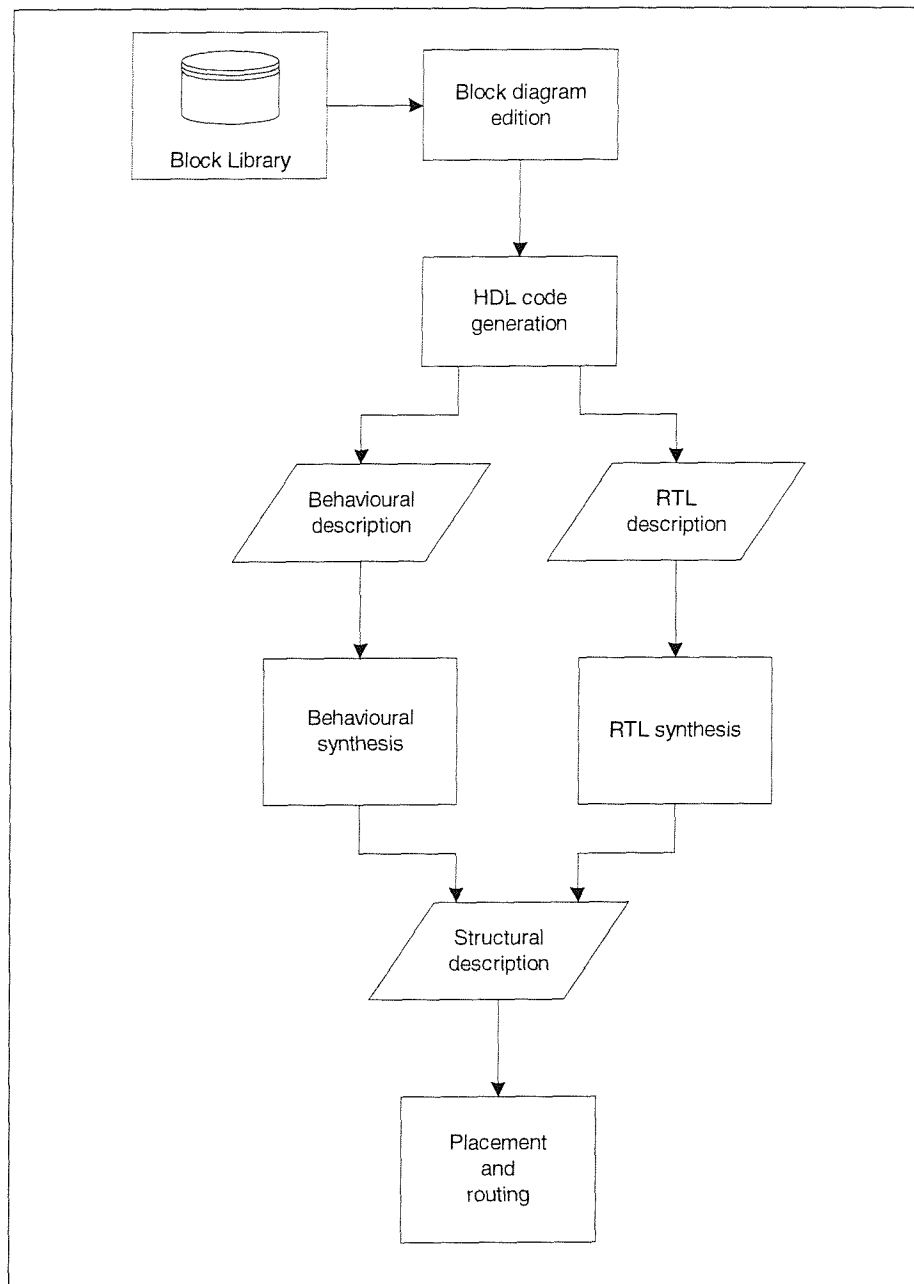 Block Library
Block diagram
edition
HDL code
generation
Behavioural
description
RTL
description
Behavioural
synthesis
RTL synthesis
Structural
description
Placement
and
routing